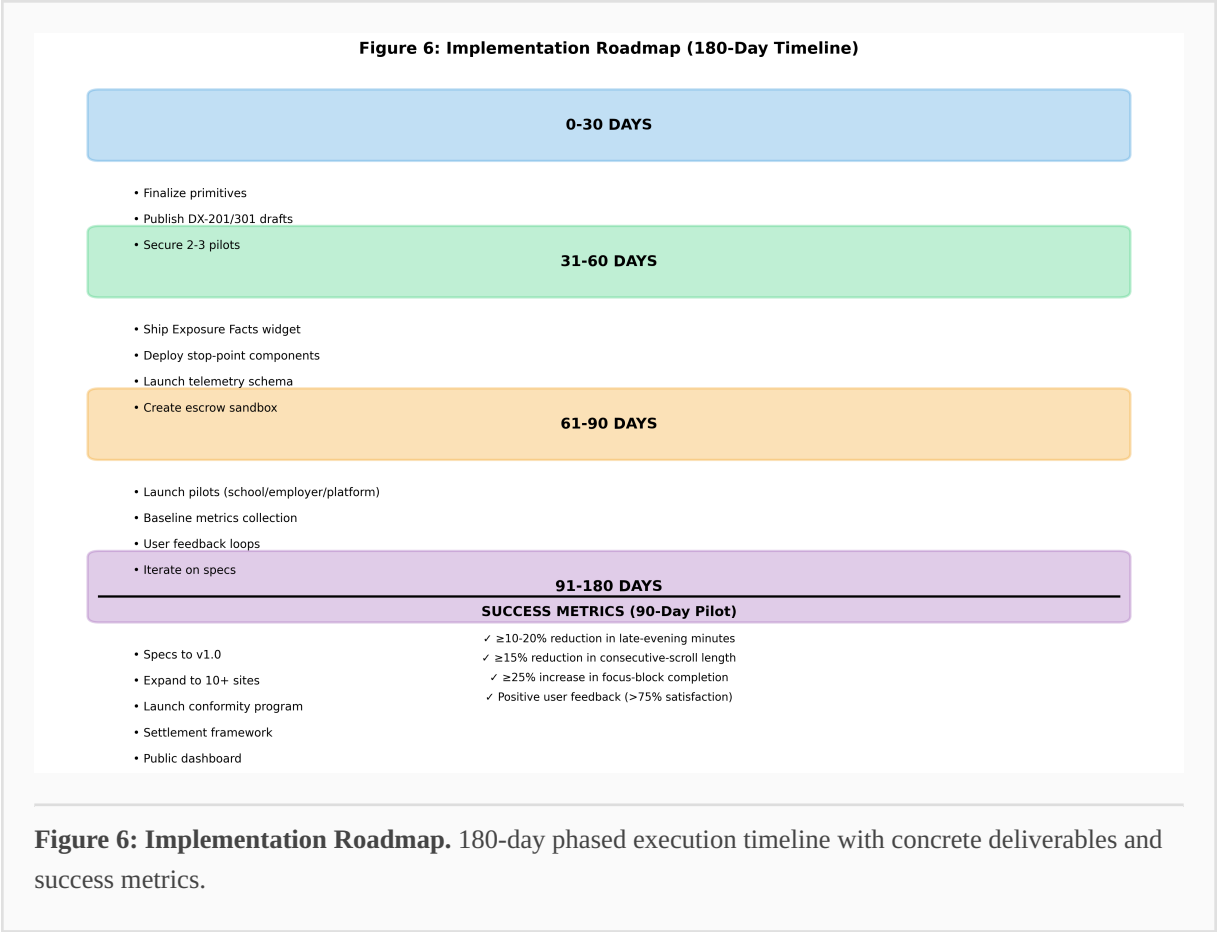 Figure 6: Implementation Roadmap (180-Day Timeline)
0-30 DAYS
• Finalize primitives
• Publish DX-201/301 drafts
• Secure 2-3 pilots
31-60 DAYS
• Ship Exposure Facts widget
• Deploy stop-point components
• Launch telemetry schema
• Create escrow sandbox
61-90 DAYS
• Launch pilots (school/employer/platform)
• Baseline metrics collection
• User feedback loops
• Iterate on specs
91-180 DAYS
• Specs to v1.0
• Expand to 10+ sites
• Launch conformity program
• Settlement framework
• Public dashboard
SUCCESS METRICS (90-Day Pilot)
✓ ≥10-20% reduction in late-evening minutes
✓ ≥15% reduction in consecutive-scroll length
✓ ≥25% increase in focus-block completion
✓ Positive user feedback (>75% satisfaction)
Figure 6: Implementation Roadmap. 180-day phased execution timeline with concrete deliverables and
success metrics.